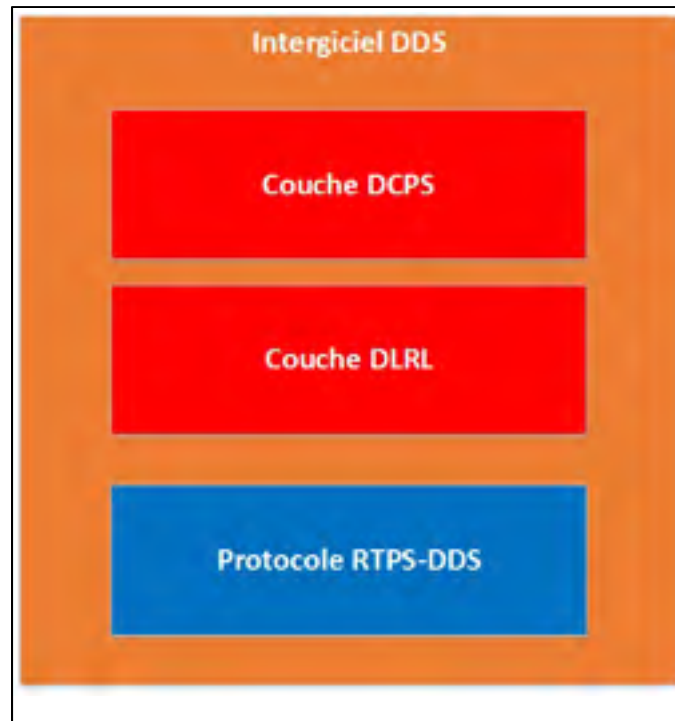 Intergiciel DDS
Couche DCPS
Couche DLRL
Protocole RTPS-DDS